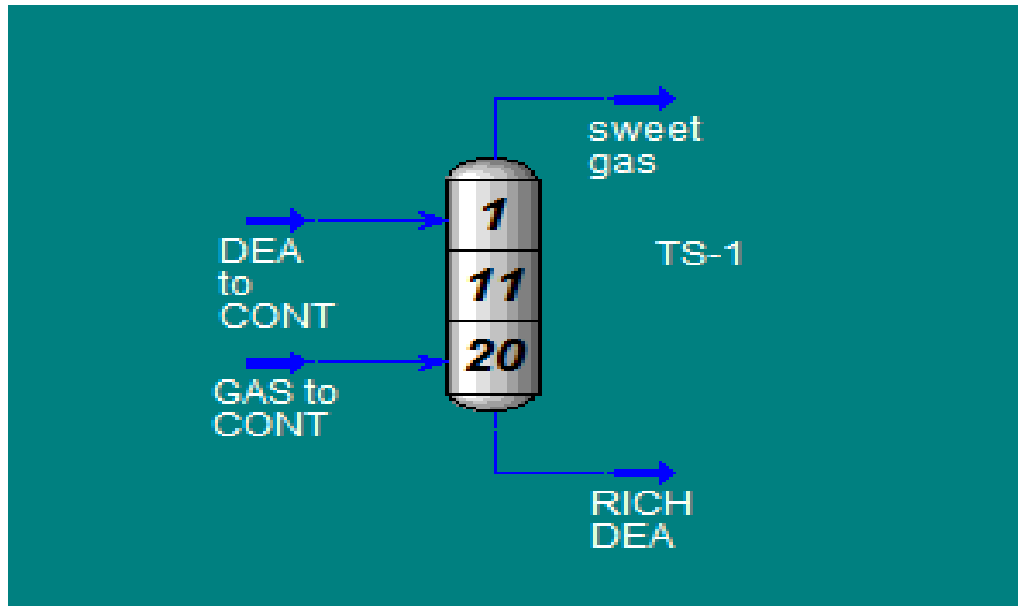 sweet
gas
1
DEA
to
CONT
TS-1
11
20
GAS to
CONT
RICH
DEA